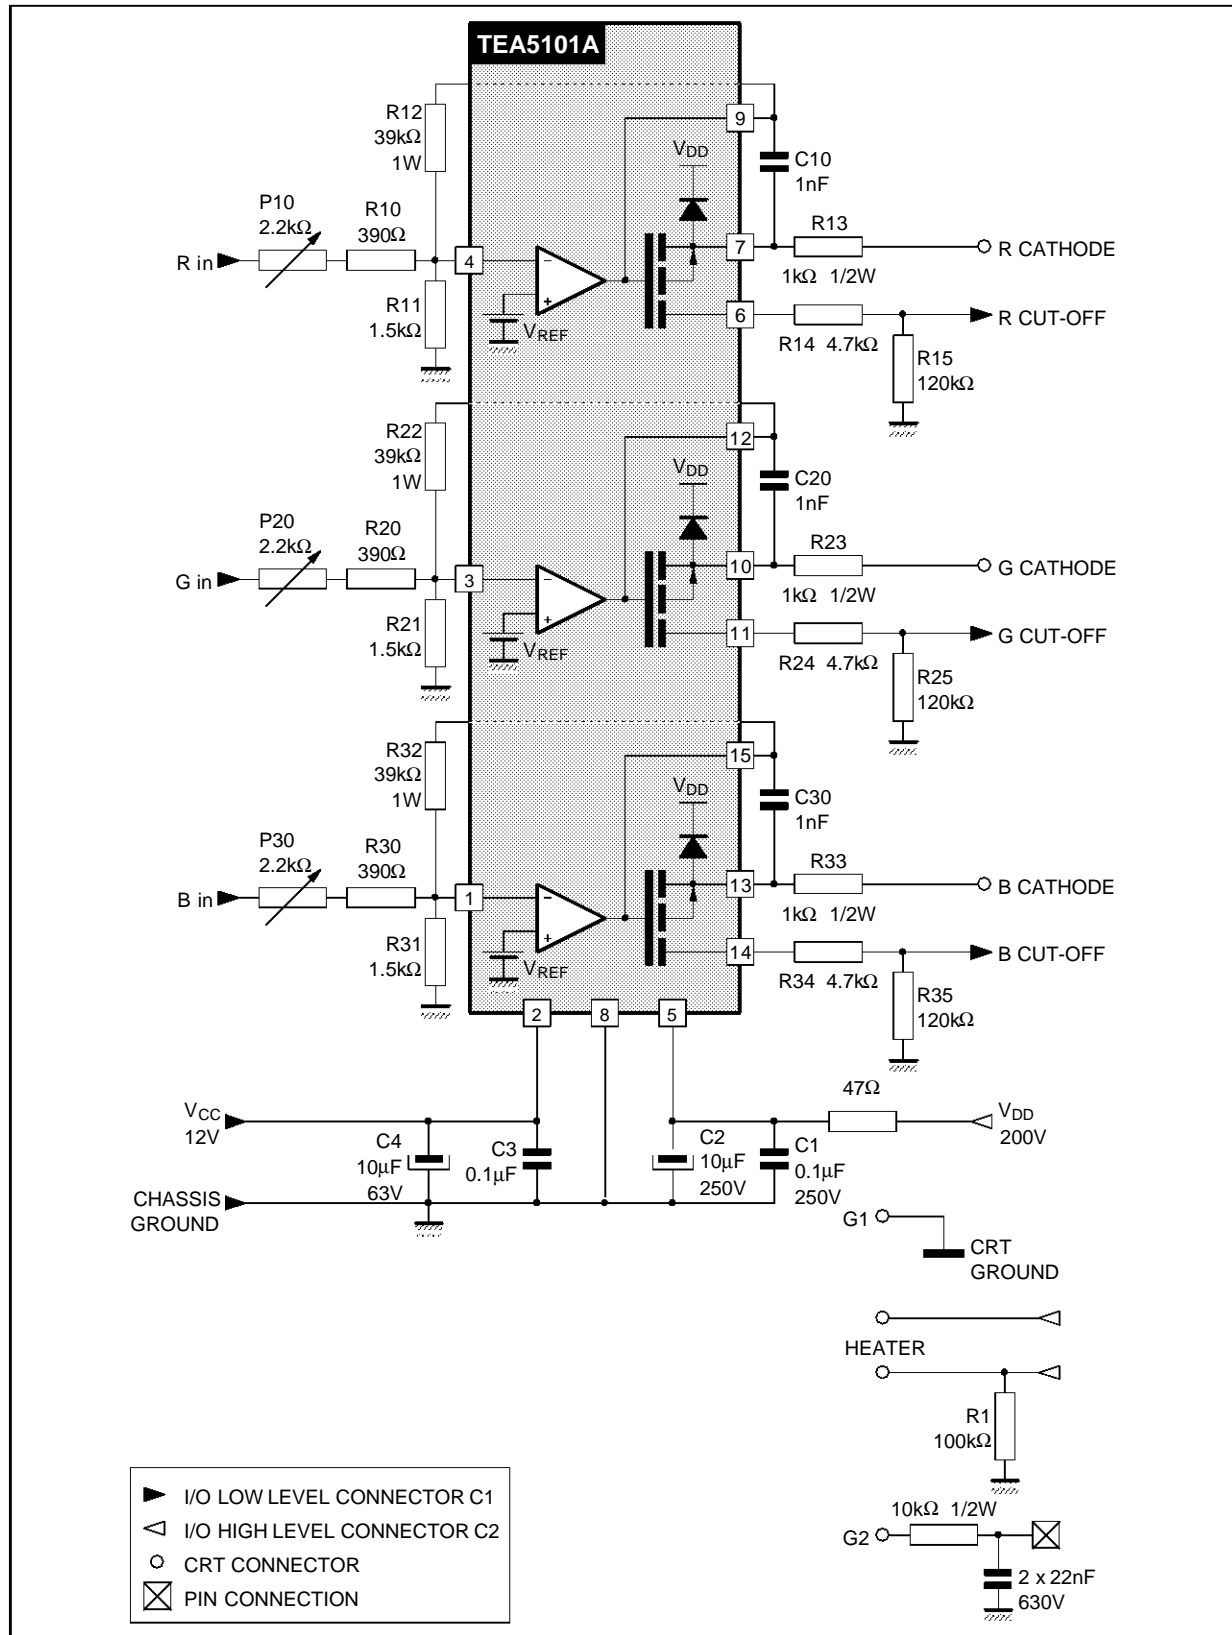 TEA5101A
R12
39kΩ
1W
9
VDD
C10
1nF
P10
2.2kΩ
R10
390Ω
R in
4
−
+
VREF
R11
1.5kΩ
7
R13
1kΩ 1/2W
R CATHODE
6
R14 4.7kΩ
R CUT-OFF
R15
120kΩ
R22
39kΩ
1W
12
VDD
C20
1nF
P20
2.2kΩ
R20
390Ω
G in
3
−
+
VREF
R21
1.5kΩ
10
R23
1kΩ 1/2W
G CATHODE
11
R24 4.7kΩ
G CUT-OFF
R25
120kΩ
R32
39kΩ
1W
15
VDD
C30
1nF
P30
2.2kΩ
R30
390Ω
B in
1
−
+
VREF
R31
1.5kΩ
13
R33
1kΩ 1/2W
B CATHODE
14
R34 4.7kΩ
B CUT-OFF
R35
120kΩ
2
8
5
VCC
12V
C4
10μF
63V
C3
0.1μF
C2
10μF
250V
C1
0.1μF
250V
47Ω
VDD
200V
CHASSIS
GROUND
G1
CRT
GROUND
HEATER
R1
100kΩ
10kΩ 1/2W
G2
2 x 22nF
630V
I/O LOW LEVEL CONNECTOR C1
I/O HIGH LEVEL CONNECTOR C2
CRT CONNECTOR
PIN CONNECTION